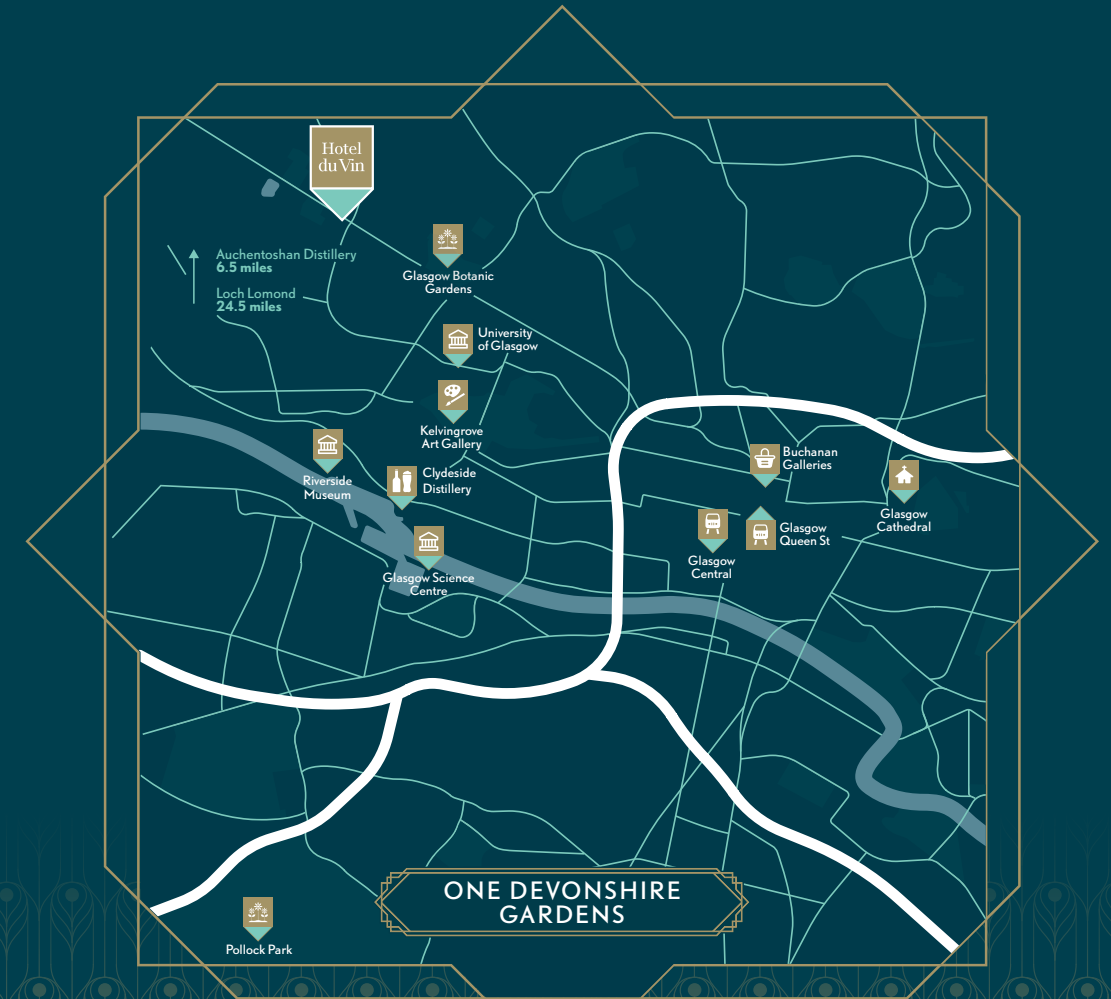 Hotel
du Vin
Auchentoshan Distillery
6.5 miles
Loch Lomond
24.5 miles
Glasgow Botanic
Gardens
University
of Glasgow
Kelvingrove
Art Gallery
Riverside
Museum
Clydeside
Distillery
Buchanan
Galleries
Glasgow
Cathedral
Glasgow
Queen St
Glasgow
Central
Glasgow Science
Centre
ONE DEVONSHIRE
GARDENS
Pollock Park